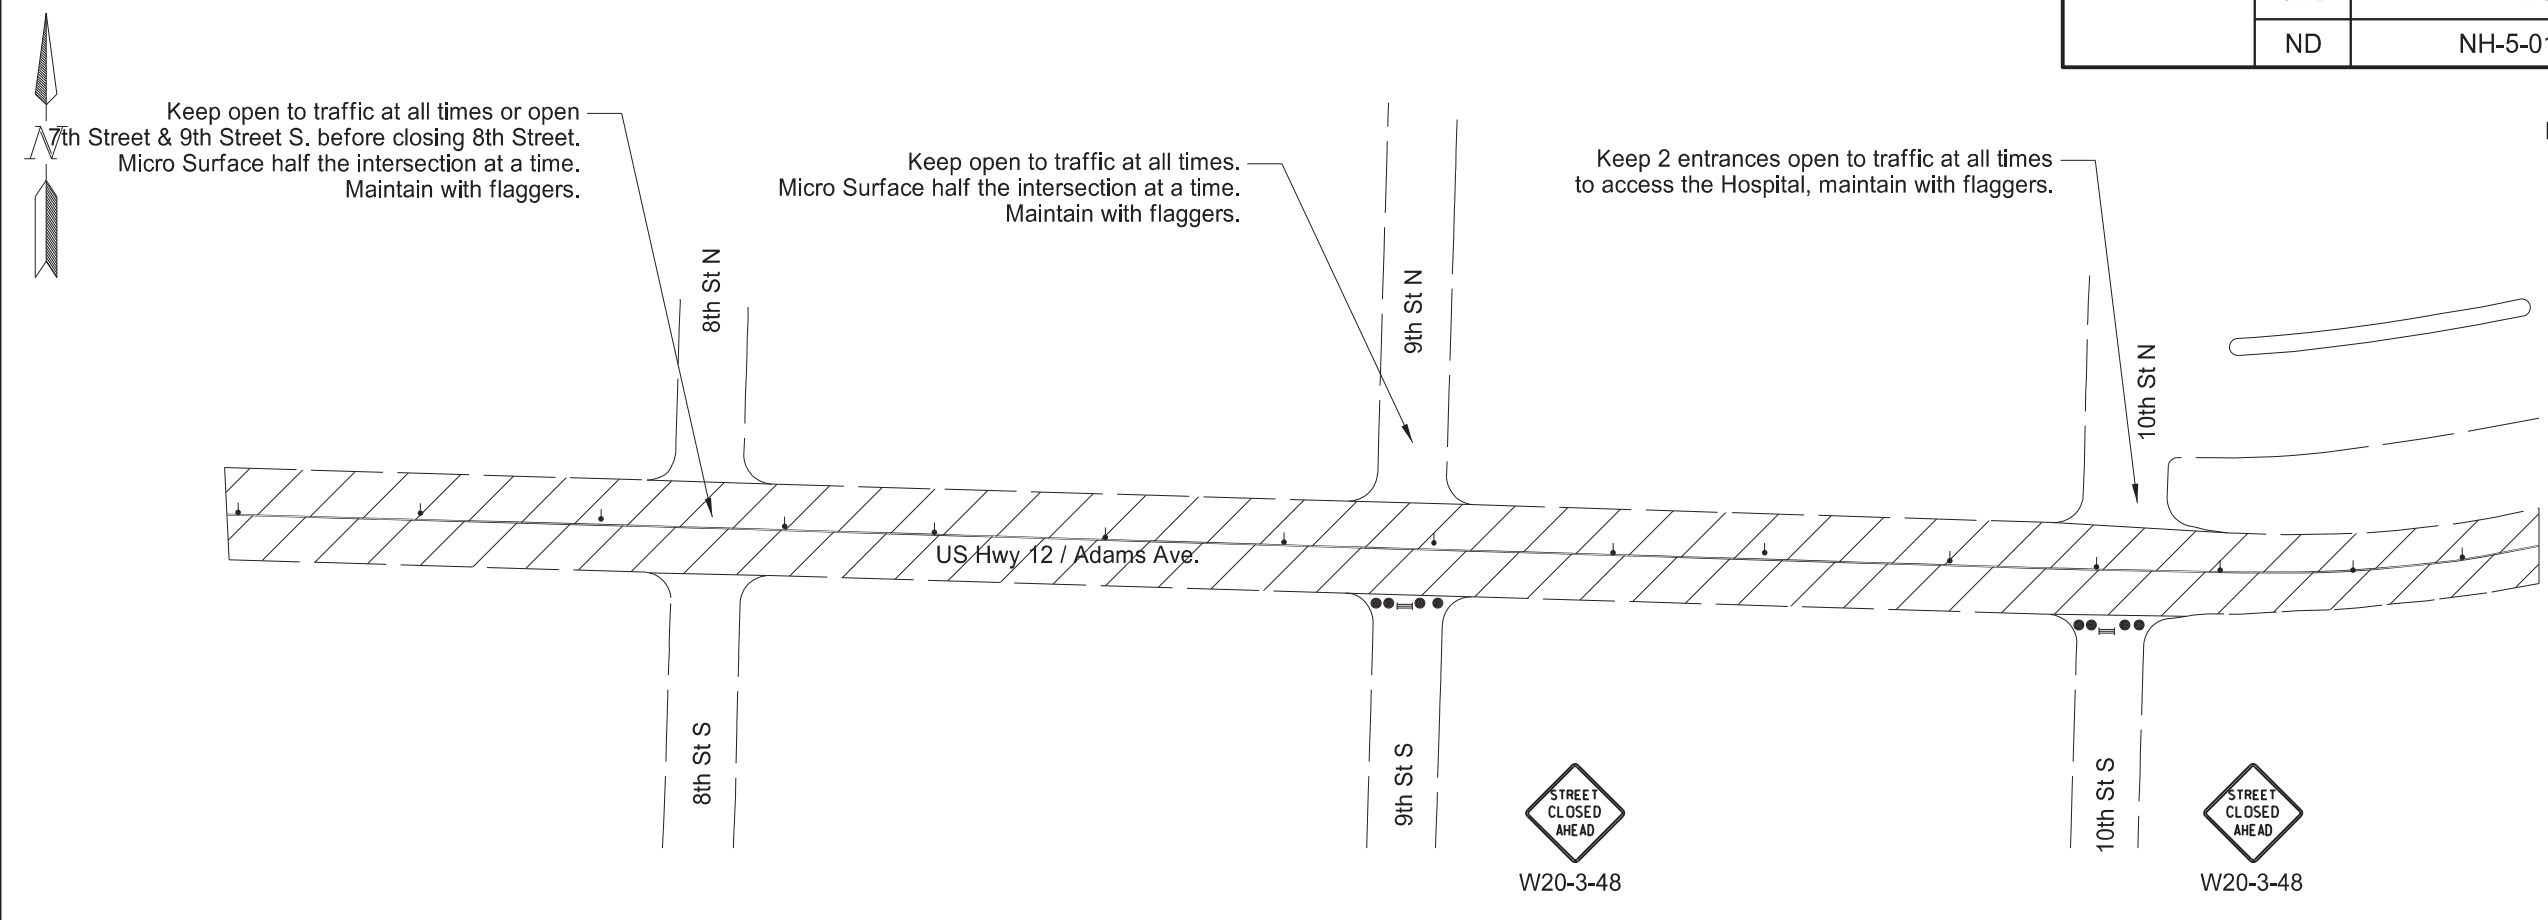 ND
NH-5-01
Keep open to traffic at all times or open
7th Street & 9th Street S. before closing 8th Street.
Micro Surface half the intersection at a time.
Maintain with flaggers.
N
Keep open to traffic at all times.
Micro Surface half the intersection at a time.
Maintain with flaggers.
Keep 2 entrances open to traffic at all times
to access the Hospital, maintain with flaggers.
8th St N
9th St N
10th St N
US Hwy 12 / Adams Ave.
8th St S
9th St S
10th St S
STREET
CLOSED
AHEAD
W20-3-48
STREET
CLOSED
AHEAD
W20-3-48